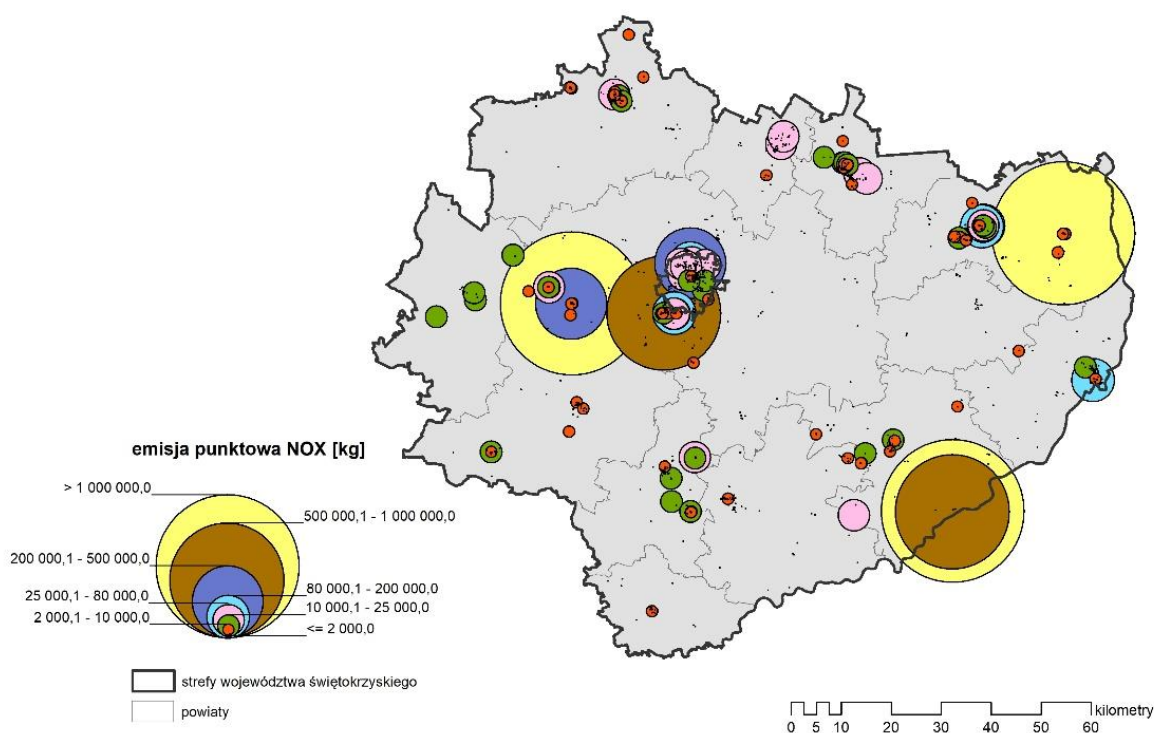 emisja punktowa NOX [kg]
> 1 000 000,0
500 000,1 - 1 000 000,0
200 000,1 - 500 000,0
80 000,1 - 200 000,0
25 000,1 - 80 000,0
10 000,1 - 25 000,0
2 000,1 - 10 000,0
<= 2 000,0
strefy województwa świętokrzyskiego
powiaty
kilometry
0 5 10 20 30 40 50 60